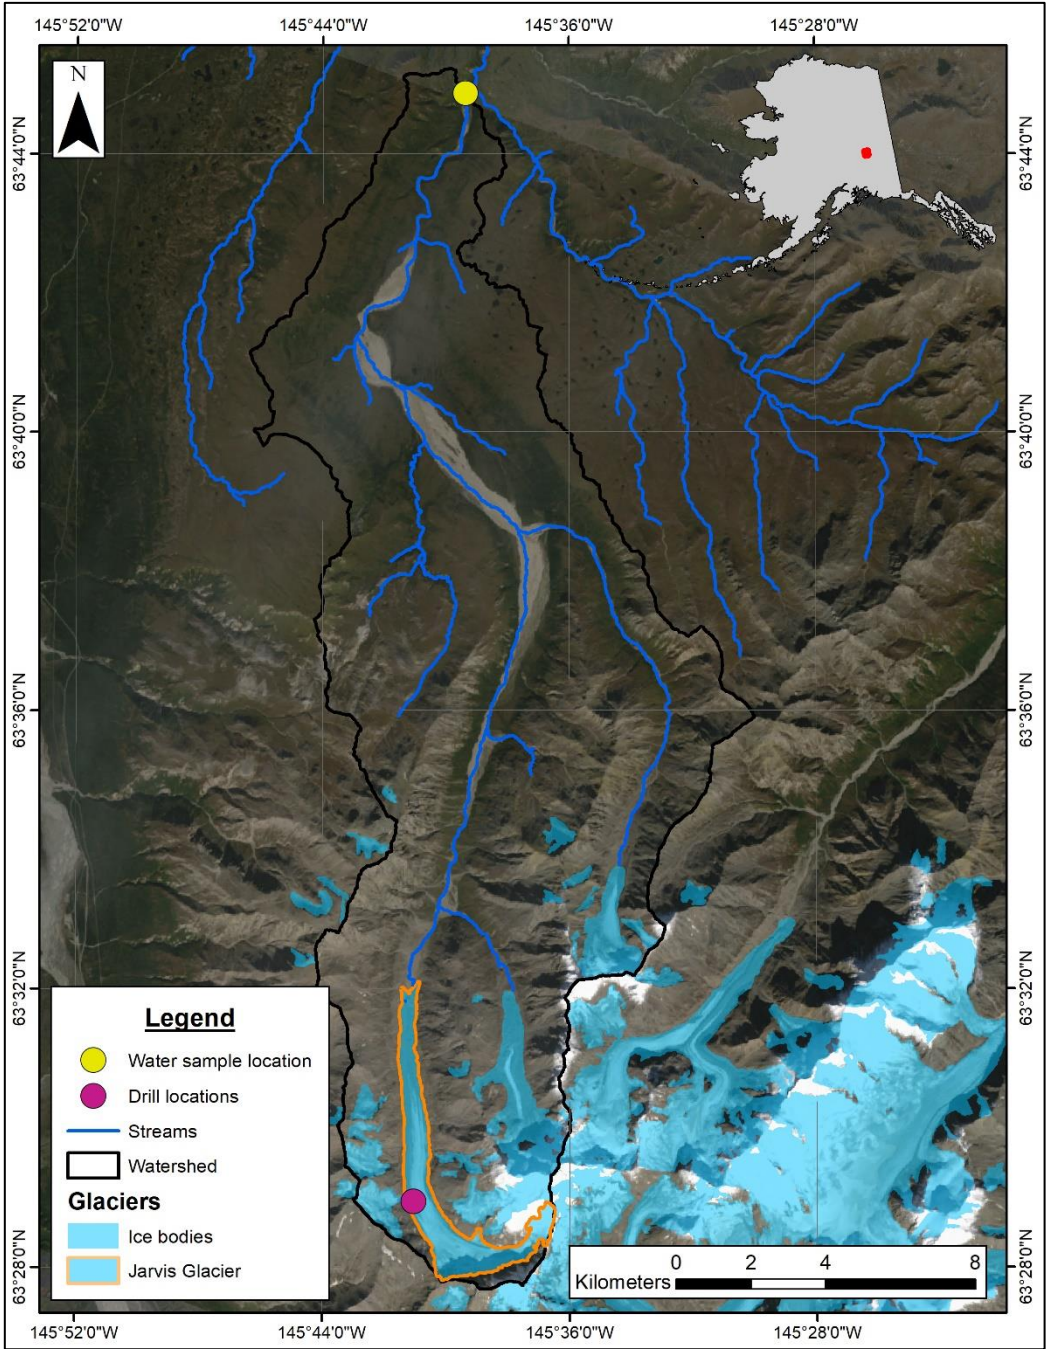 145°52'0"W 145°44'0"W 145°36'0"W 145°28'0"W
N
63°44'0"N 63°44'0"N
63°40'0"N 63°40'0"N
63°36'0"N 63°36'0"N
63°32'0"N 63°32'0"N
Legend
Water sample location
Drill locations
Streams
Watershed
Glaciers
Ice bodies
Jarvis Glacier
63°28'0"N 63°28'0"N
0 2 4 8
Kilometers
145°52'0"W 145°44'0"W 145°36'0"W 145°28'0"W